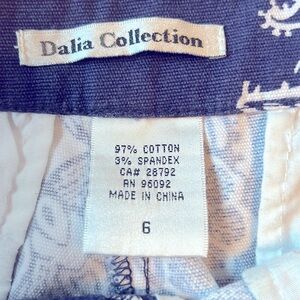 Dalia Collection
97% COTTON
3% SPANDEX
CA# 28792
RN 96092
MADE IN CHINA
6